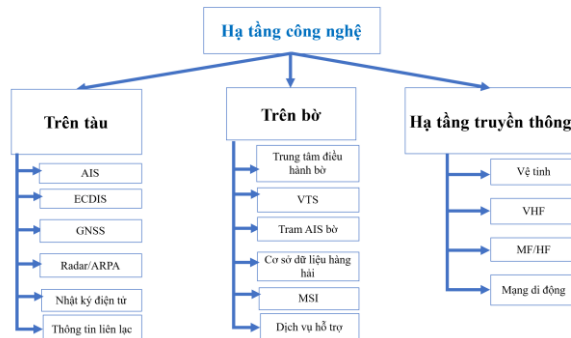 Hạ tầng công nghệ
Trên tàu
AIS
ECDIS
GNSS
Radar/ARPA
Nhật ký điện tử
Thông tin liên lạc
Trên bờ
Trung tâm điều
hành bờ
VTS
Tram AIS bờ
Cơ sở dữ liệu hàng
hải
MSI
Dịch vụ hỗ trợ
Hạ tầng truyền thông
Vệ tinh
VHF
MF/HF
Mạng di động